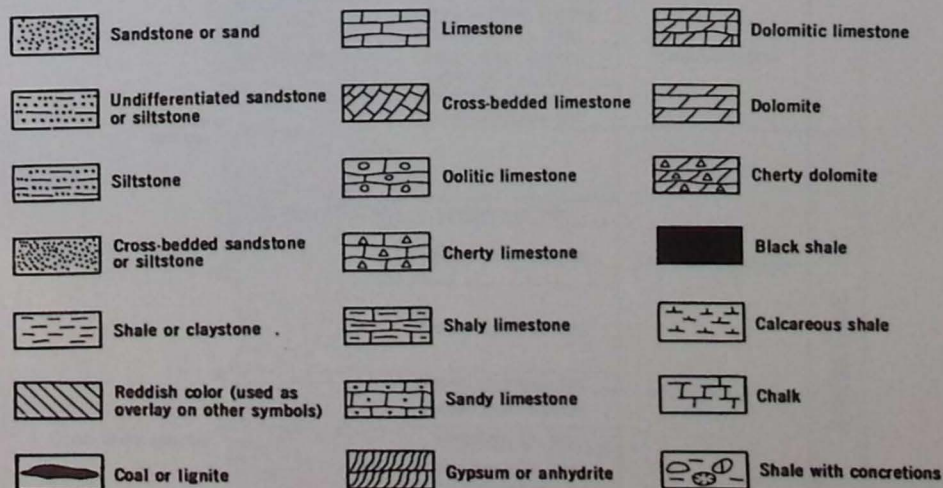 Sandstone or sand
Undifferentiated sandstone
or siltstone
Siltstone
Cross-bedded sandstone
or siltstone
Shale or claystone
Reddish color (used as
overlay on other symbols)
Coal or lignite
Limestone
Cross-bedded limestone
Oolitic limestone
Cherty limestone
Shaly limestone
Sandy limestone
Gypsum or anhydrite
Dolomitic limestone
Dolomite
Cherty dolomite
Black shale
Calcareous shale
Chalk
Shale with concretions